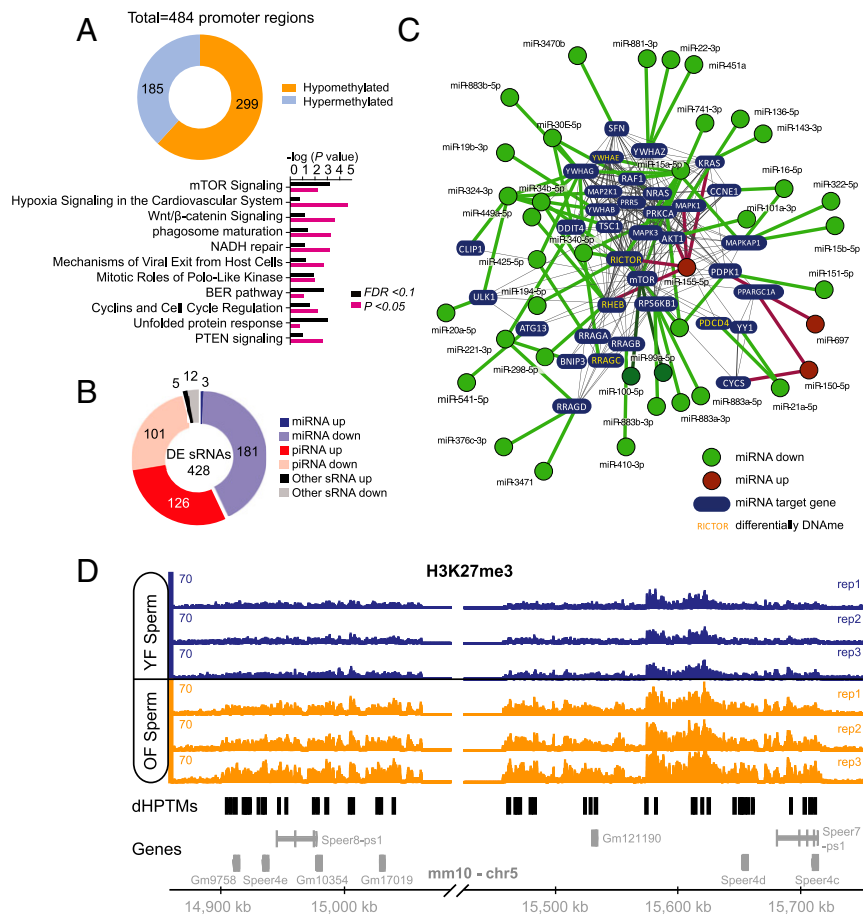 A
Total=484 promoter regions
185
299
Hypomethylated
Hypermethylated
-log (P value)
0 1 2 3 4 5
mTOR Signaling
Hypoxia Signaling in the Cardiovascular System
Wnt/β-catenin Signaling
phagosome maturation
NADH repair
Mechanisms of Viral Exit from Host Cells
Mitotic Roles of Polo-Like Kinase
BER pathway
Cyclins and Cell Cycle Regulation
Unfolded protein response
PTEN signaling
FDR <0.1
P <0.05
B
5
12
3
101
181
126
DE sRNAs
428
miRNA up
miRNA down
piRNA up
piRNA down
Other sRNA up
Other sRNA down
C
miR-3470b
miR-881-3p
miR-22-3p
miR-451a
miR-883b-5p
miR-741-3p
miR-136-5p
miR-30E-5p
miR-143-3p
SFN
miR-19b-3p
YWHAE
YWHAZ
miR-15a-5p
KRAS
YWHAG
RAF1
miR-16-5p
miR-324-3p
miR-34b-5p
MAP2K1
NRAS
CCNE1
miR-322-5p
PRR5
MAPK1
miR-449a-5p
YWHAB
PRKCA
miR-101a-3p
DDIT4
TSC1
MAPK3
AKT1
MAPKAP1
CLIP1
miR-340-5p
miR-15b-5p
miR-425-5p
RICTOR
miR-155-5p
PDPK1
miR-151-5p
ULK1
miR-194-5p
mTOR
PPARGC1A
RHEB
RPS6KB1
miR-20a-5p
ATG13
PDCD4
YY1
miR-697
miR-221-3p
RRAGA
RRAGB
miR-298-5p
BNIP3
RRAGC
miR-99a-5p
miR-541-5p
miR-100-5p
CYCS
miR-150-5p
RRAGD
miR-883a-5p
miR-21a-5p
miR-883b-3p
miR-883a-3p
miR-376c-3p
miR-410-3p
miR-3471
miRNA down
miRNA up
miRNA target gene
RICTOR differentially DNAme
D
H3K27me3
YF Sperm
70 rep1
70 rep2
70 rep3
OF Sperm
70 rep1
70 rep2
70 rep3
dHPTMs
Genes
Speer8-ps1
Gm121190
Speer7
-ps1
Gm9758
Speer4e
Gm10354
Gm17019
mm10 - chr5
Speer4d
Speer4c
14,900 kb
15,000 kb
15,500 kb
15,600 kb
15,700 kb